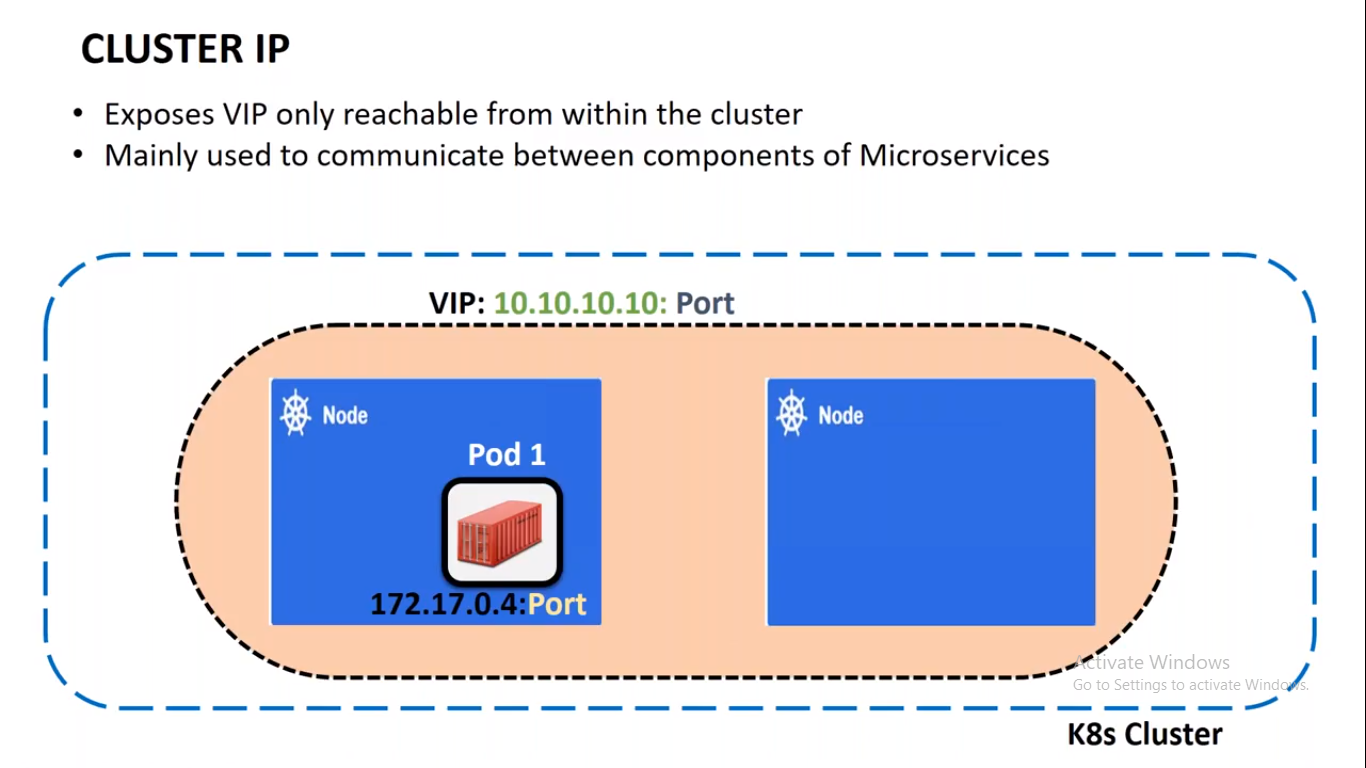 CLUSTER IP
• Exposes VIP only reachable from within the cluster
• Mainly used to communicate between components of Microservices
VIP: 10.10.10.10: Port
Node
Node
Pod 1
172.17.0.4:Port
Activate Windows
Go to Settings to activate Windows.
K8s Cluster